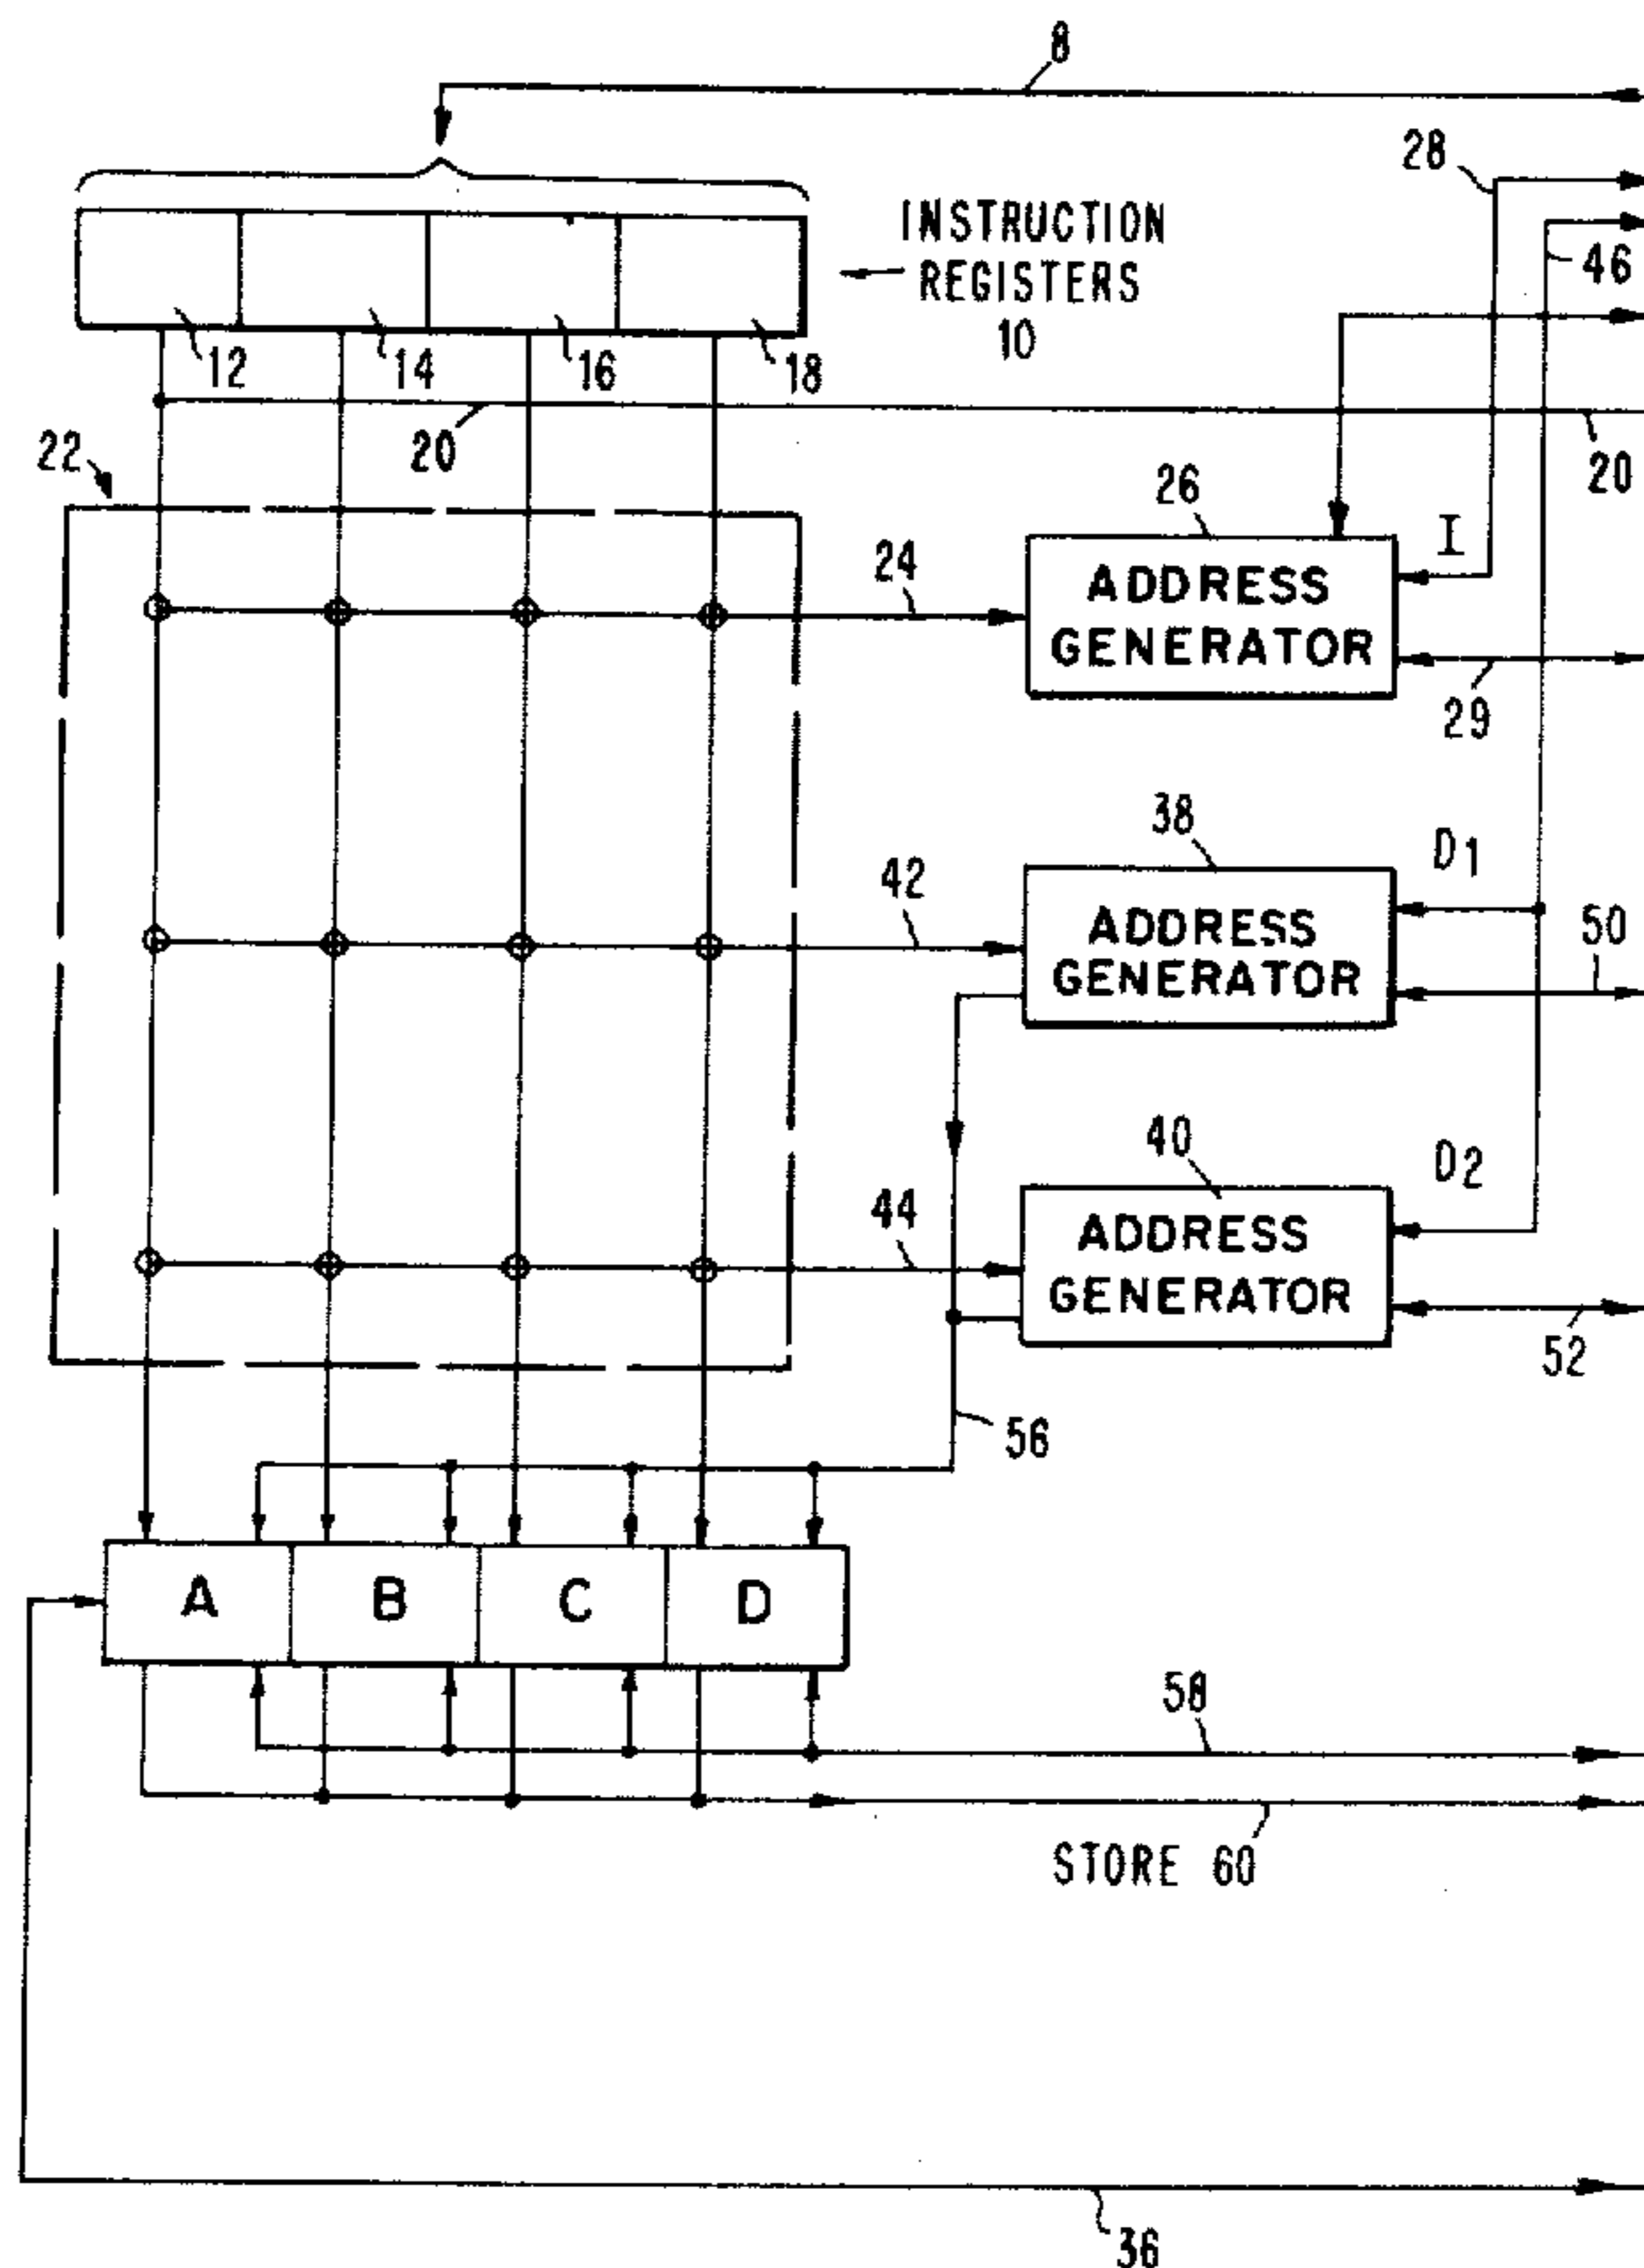 8
28
INSTRUCTION
REGISTERS
10
46
12
14
16
18
20
20
22
26
24
I
ADDRESS
GENERATOR
29
38
D1
42
50
ADDRESS
GENERATOR
40
D2
44
ADDRESS
GENERATOR
52
56
A B C D
58
STORE 60
36